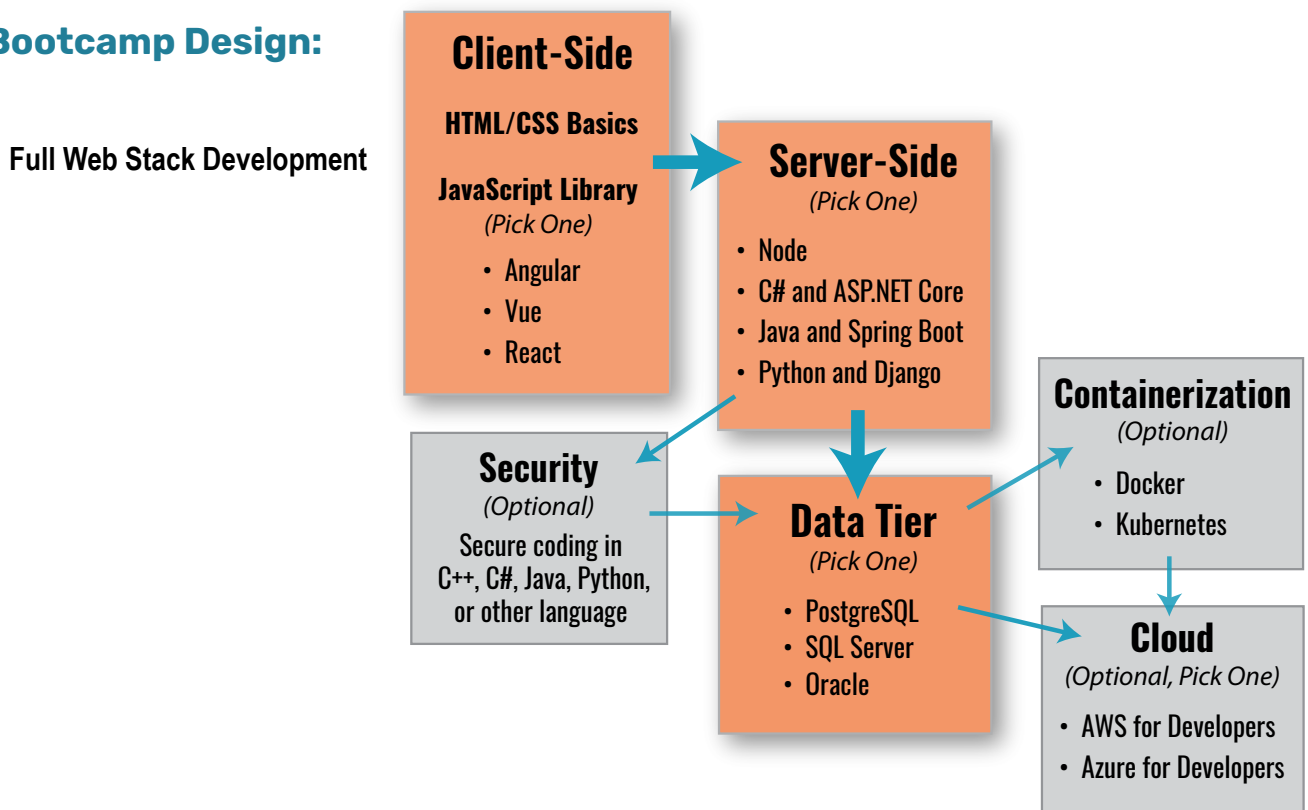 Bootcamp Design:
Full Web Stack Development
Client-Side
HTML/CSS Basics
JavaScript Library
(Pick One)
• Angular
• Vue
• React
Server-Side
(Pick One)
• Node
• C# and ASP.NET Core
• Java and Spring Boot
• Python and Django
Security
(Optional)
Secure coding in
C++, C#, Java, Python,
or other language
Data Tier
(Pick One)
• PostgreSQL
• SQL Server
• Oracle
Containerization
(Optional)
• Docker
• Kubernetes
Cloud
(Optional, Pick One)
• AWS for Developers
• Azure for Developers